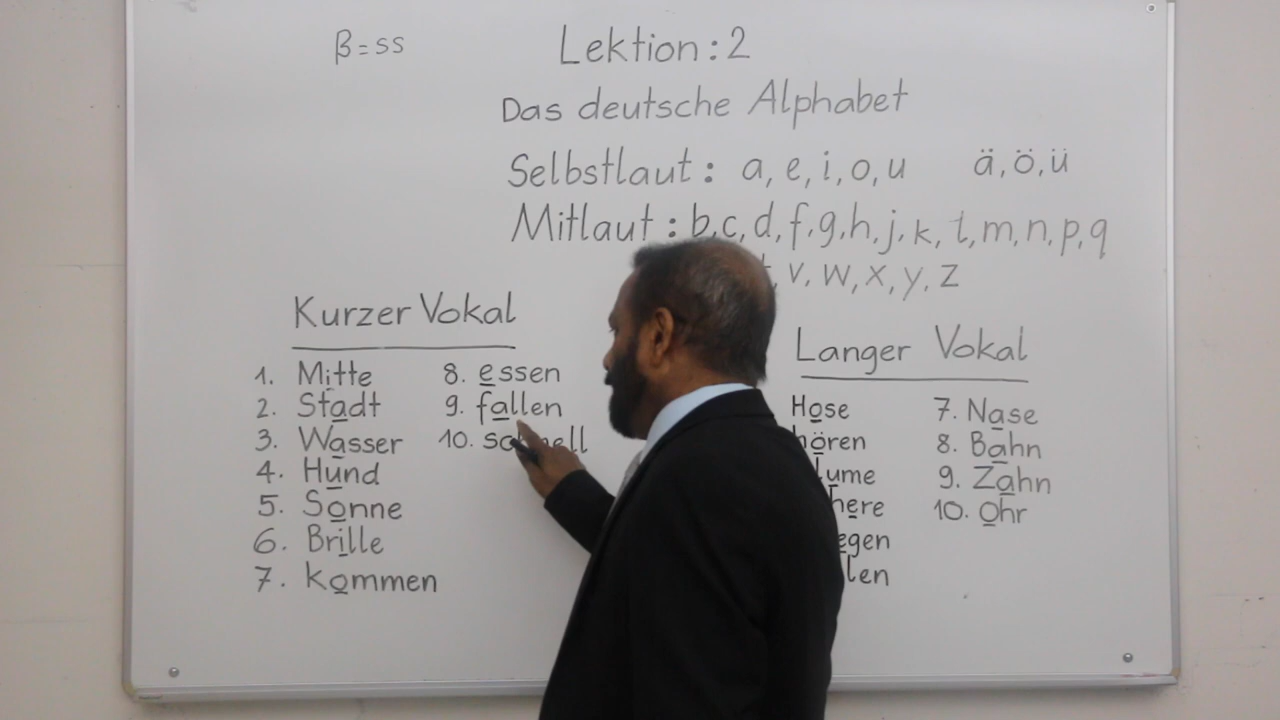 β=ss
Lektion:2
Das deutsche Alphabet
Selbstlaut: a, e, i, o, u ä, ö, ü
Mitlaut: b, c, d, f, g, h, j, k, l, m, n, p, q
v, w, x, y, z
Kurzer Vokal
1. Mitte
2. Stadt
3. Wasser
4. Hund
5. Sonne
6. Brille
7. kommen
8. essen
9. fallen
10.
Langer Vokal
Hose
hören
7. Nase
8. Bahn
9. Zahn
10. Ohr